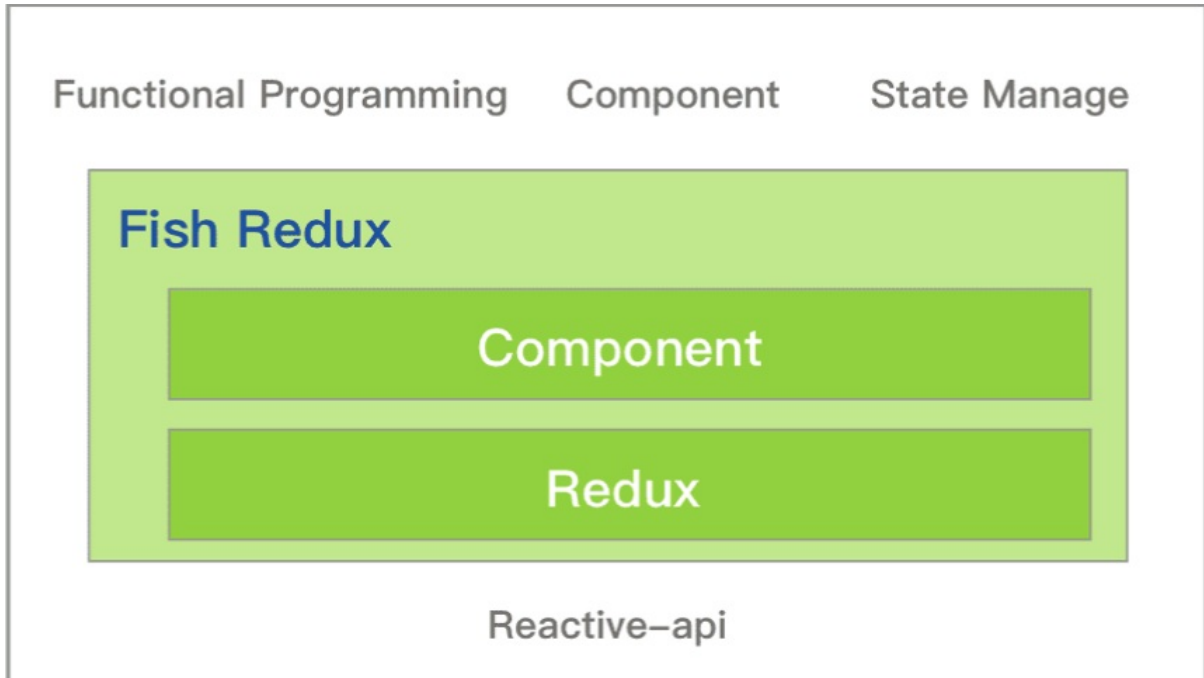 Functional Programming Component State Manage
Fish Redux
Component
Redux
Reactive-api